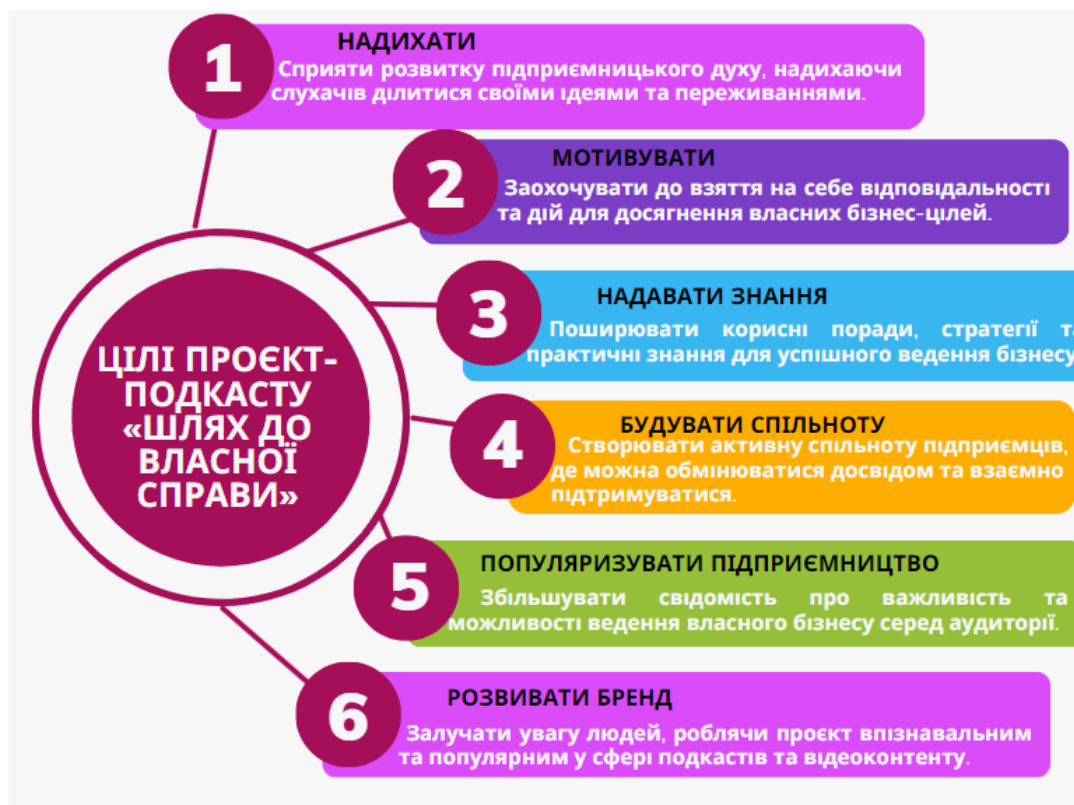 1
НАДИХАТИ
Сприяти розвитку підприємницького духу, надихаючи
слухачів ділитися своїми ідеями та переживаннями.
2
МОТИВУВАТИ
Заохочувати до взяття на себе відповідальності
та дій для досягнення власних бізнес-цілей.
3
НАДАВАТИ ЗНАННЯ
Поширювати корисні поради, стратегії та
практичні знання для успішного ведення бізнесу
ЦІЛІ ПРОЄКТ-
ПОДКАСТУ
«ШЛЯХ ДО
ВЛАСНОЇ
СПРАВИ»
4
БУДУВАТИ СПІЛЬНОТУ
Створювати активну спільноту підприємців,
де можна обмінюватися досвідом та взаємно
підтримуватися.
5
ПОПУЛЯРИЗУВАТИ ПІДПРИЄМНИЦТВО
Збільшувати свідомість про важливість та
можливості ведення власного бізнесу серед аудиторії.
6
РОЗВИВАТИ БРЕНД
Залучати увагу людей, роблячи проєкт впізнавальним
та популярним у сфері подкастів та відеоконтенту.